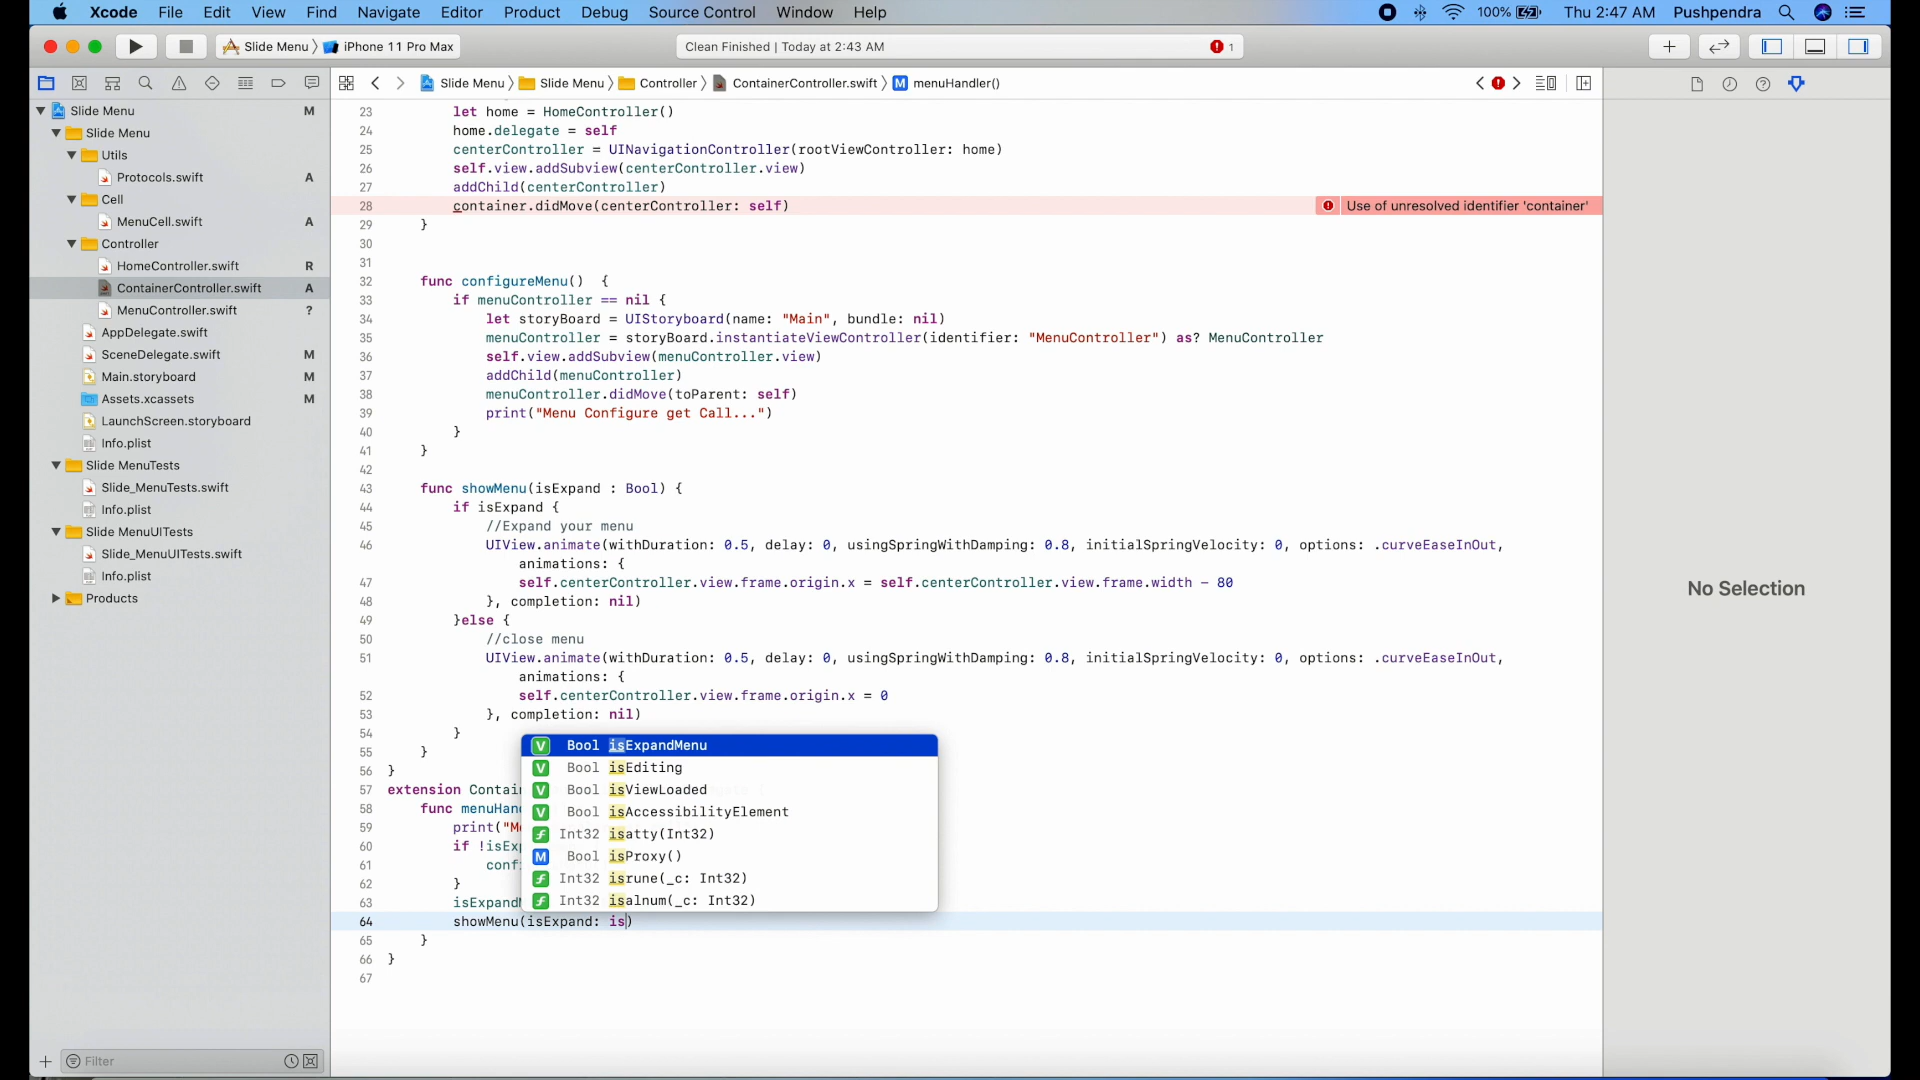 Xcode File Edit View Find Navigate Editor Product Debug Source Control Window Help 100% Thu 2:47 AM Pushpendra
Slide Menu 〉 iPhone 11 Pro Max Clean Finished | Today at 2:43 AM 1
Slide Menu 〉 Slide Menu 〉 Controller 〉 ContainerController.swift 〉 M menuHandler()
Slide Menu M
Slide Menu
Utils
Protocols.swift A
Cell
MenuCell.swift A
Controller
HomeController.swift R
ContainerController.swift A
MenuController.swift ?
AppDelegate.swift
SceneDelegate.swift M
Main.storyboard M
Assets.xcassets M
LaunchScreen.storyboard
Info.plist
Slide MenuTests
Slide_MenuTests.swift
Info.plist
Slide MenuUITests
Slide_MenuUITests.swift
Info.plist
Products
Filter
23 let home = HomeController()
24 home.delegate = self
25 centerController = UINavigationController(rootViewController: home)
26 self.view.addSubview(centerController.view)
27 addChild(centerController)
28 container.didMove(centerController: self) Use of unresolved identifier 'container'
29 }
30
31
32 func configureMenu() {
33 if menuController == nil {
34 let storyBoard = UIStoryboard(name: "Main", bundle: nil)
35 menuController = storyBoard.instantiateViewController(identifier: "MenuController") as? MenuController
36 self.view.addSubview(menuController.view)
37 addChild(menuController)
38 menuController.didMove(toParent: self)
39 print("Menu Configure get Call...")
40 }
41 }
42
43 func showMenu(isExpand : Bool) {
44 if isExpand {
45 //Expand your menu
46 UIView.animate(withDuration: 0.5, delay: 0, usingSpringWithDamping: 0.8, initialSpringVelocity: 0, options: .curveEaseInOut,
animations: {
47 self.centerController.view.frame.origin.x = self.centerController.view.frame.width - 80
48 }, completion: nil)
49 }else {
50 //close menu
51 UIView.animate(withDuration: 0.5, delay: 0, usingSpringWithDamping: 0.8, initialSpringVelocity: 0, options: .curveEaseInOut,
animations: {
52 self.centerController.view.frame.origin.x = 0
53 }, completion: nil)
54 }
55 }
56 }
57 extension Contai
58 func menuHan
59 print("M
60 if !isEx
61 conf
62 }
63 isExpand
64 showMenu(isExpand: is)
65 }
66 }
67
V Bool isExpandMenu
V Bool isEditing
V Bool isViewLoaded
V Bool isAccessibilityElement
f Int32 isatty(Int32)
M Bool isProxy()
f Int32 isrune(_c: Int32)
f Int32 isalnum(_c: Int32)
No Selection